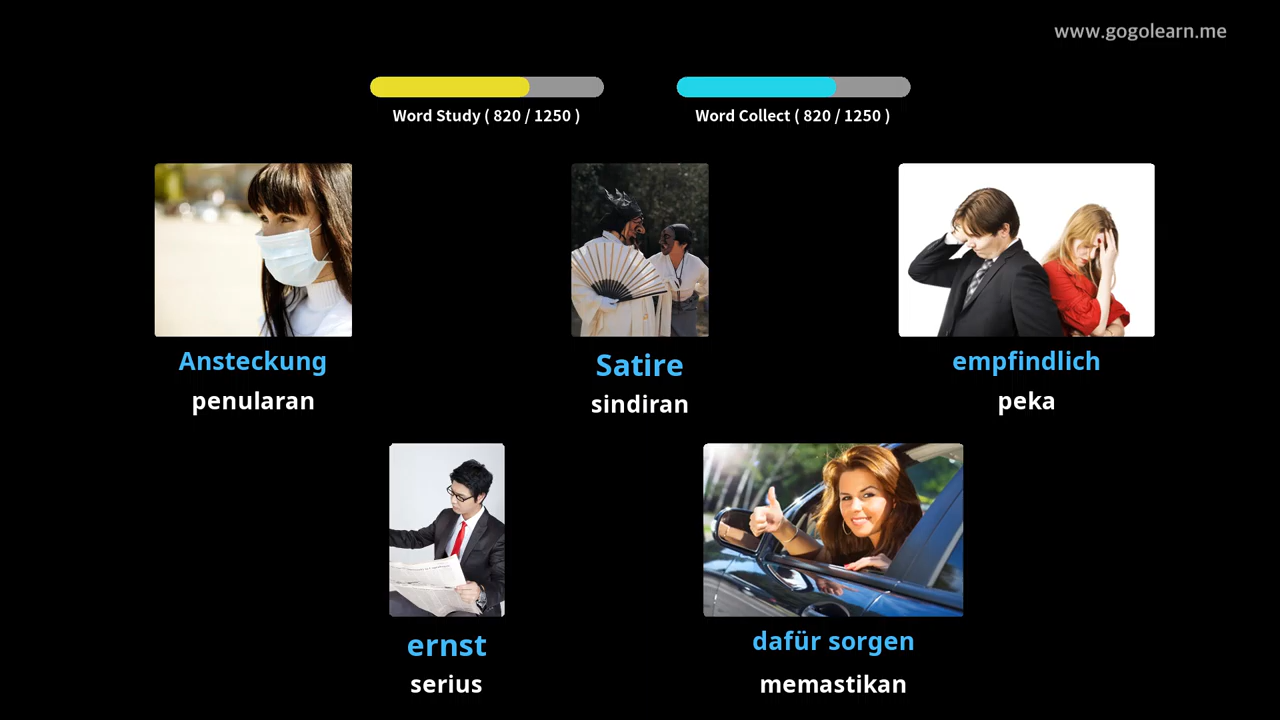 www.gogolearn.me
Word Study ( 820 / 1250 )
Word Collect ( 820 / 1250 )
Ansteckung
penularan
Satire
sindiran
empfindlich
peka
ernst
serius
dafür sorgen
memastikan